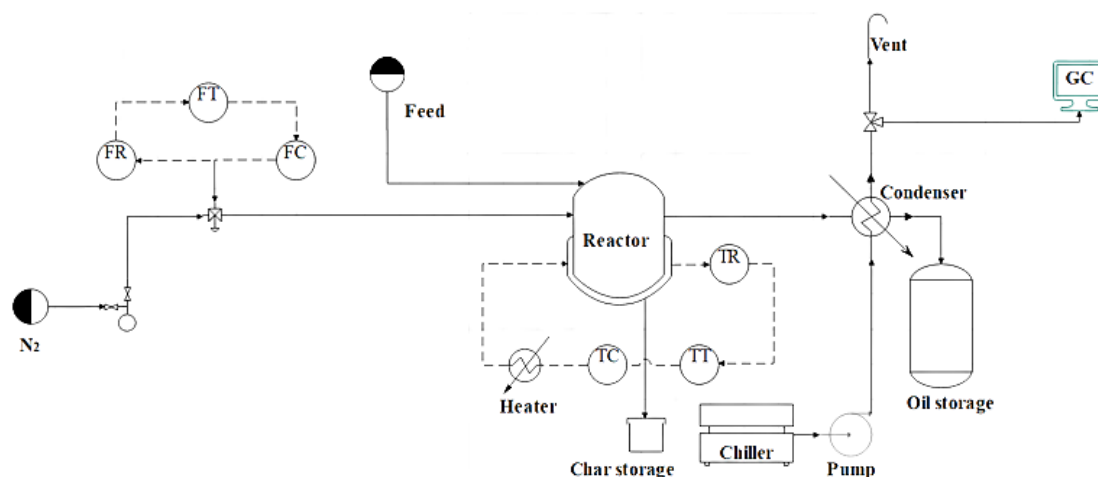 Vent
GC
FT
Feed
FR
FC
Condenser
Reactor
TR
N2
TC
TT
Heater
Oil storage
Chiller
Char storage
Pump